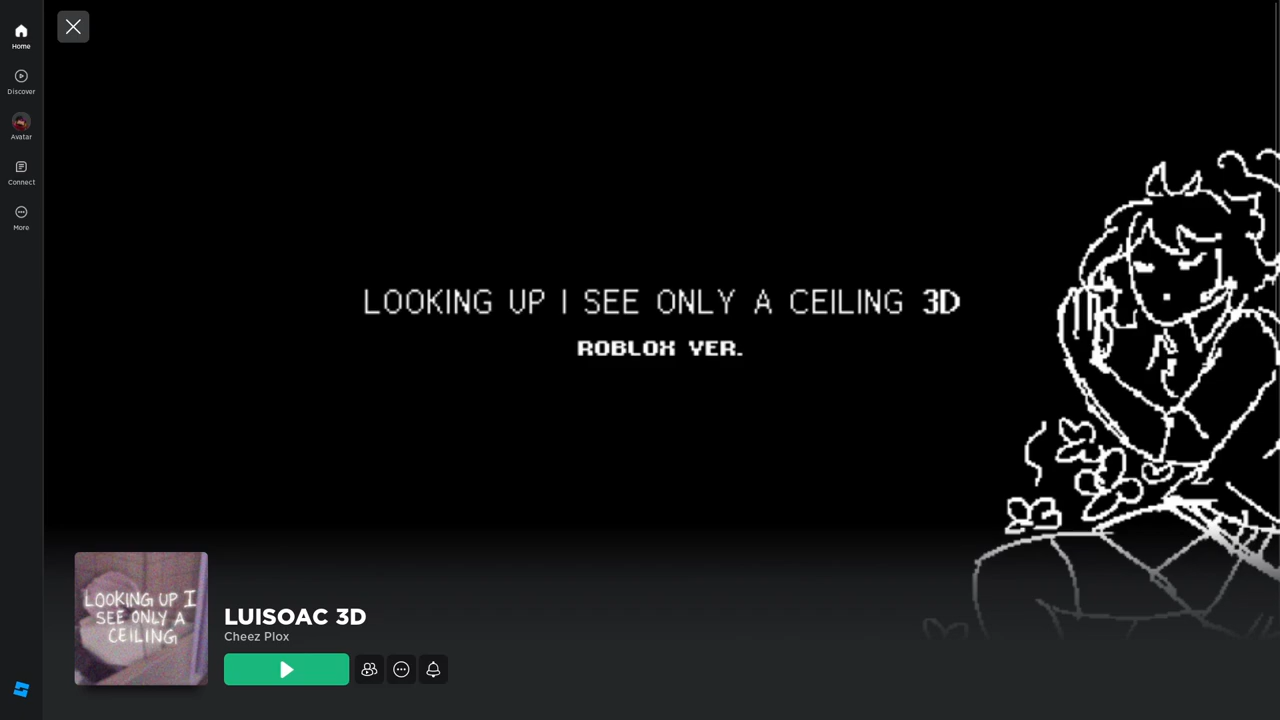 Home
Discover
Avatar
Connect
More
LOOKING UP I SEE ONLY A CEILING 3D
ROBLOX VER.
LOOKING UP I
SEE ONLY A
CEILING
LUISOAC 3D
Cheez Plox